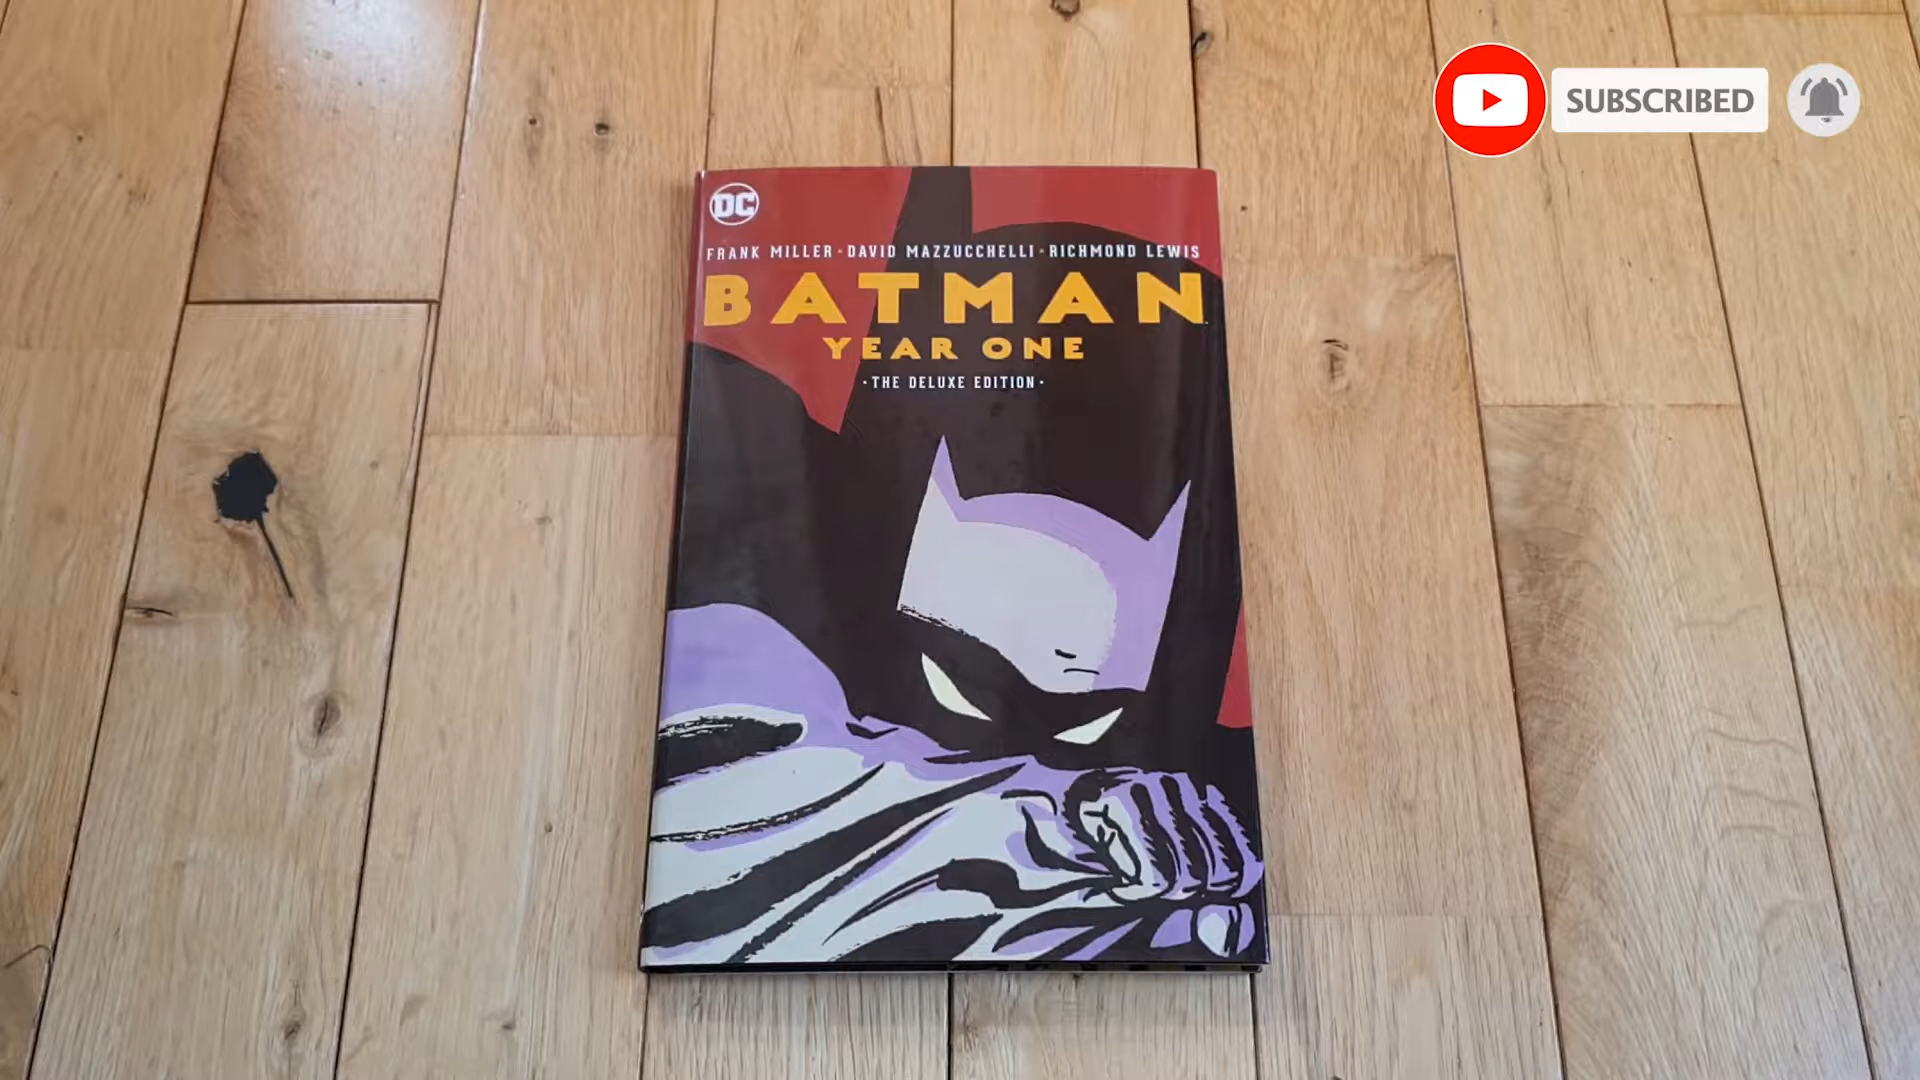 SUBSCRIBED
DC
FRANK MILLER · DAVID MAZZUCCHELLI · RICHMOND LEWIS
BATMAN
YEAR ONE
· THE DELUXE EDITION ·